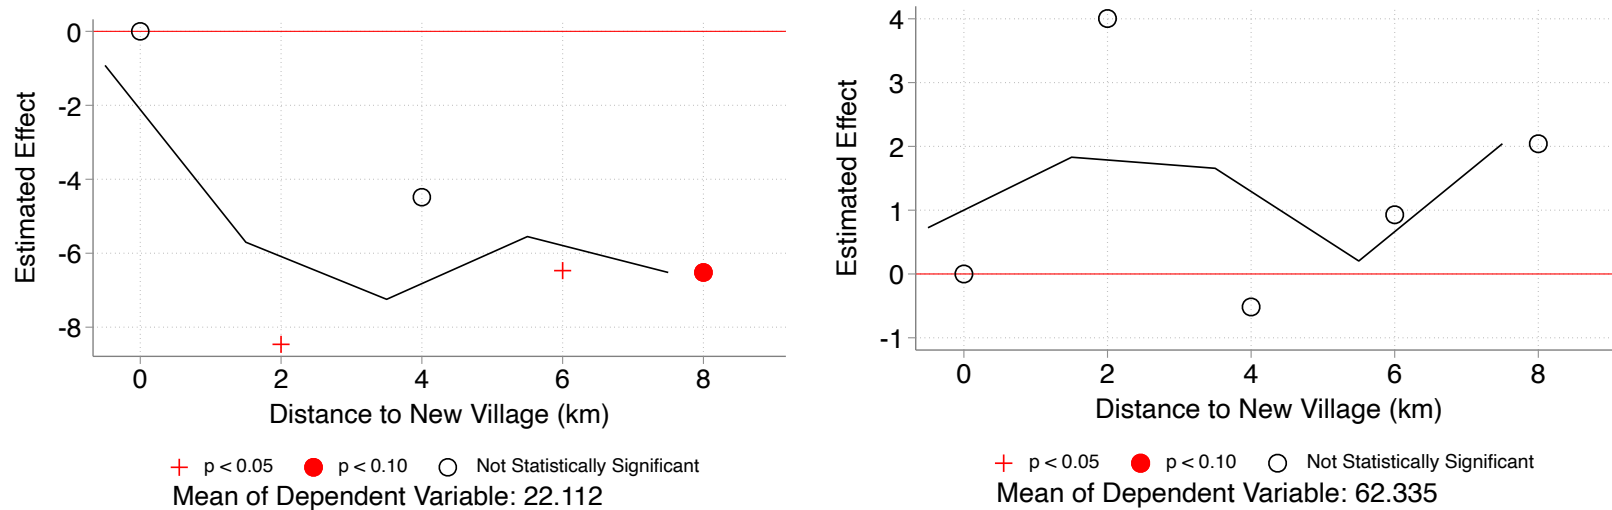 Estimated Effect
0
-2
-4
-6
-8
0 2 4 6 8
Distance to New Village (km)
p < 0.05 p < 0.10 Not Statistically Significant
Mean of Dependent Variable: 22.112
Estimated Effect
4
3
2
1
0
-1
0 2 4 6 8
Distance to New Village (km)
p < 0.05 p < 0.10 Not Statistically Significant
Mean of Dependent Variable: 62.335